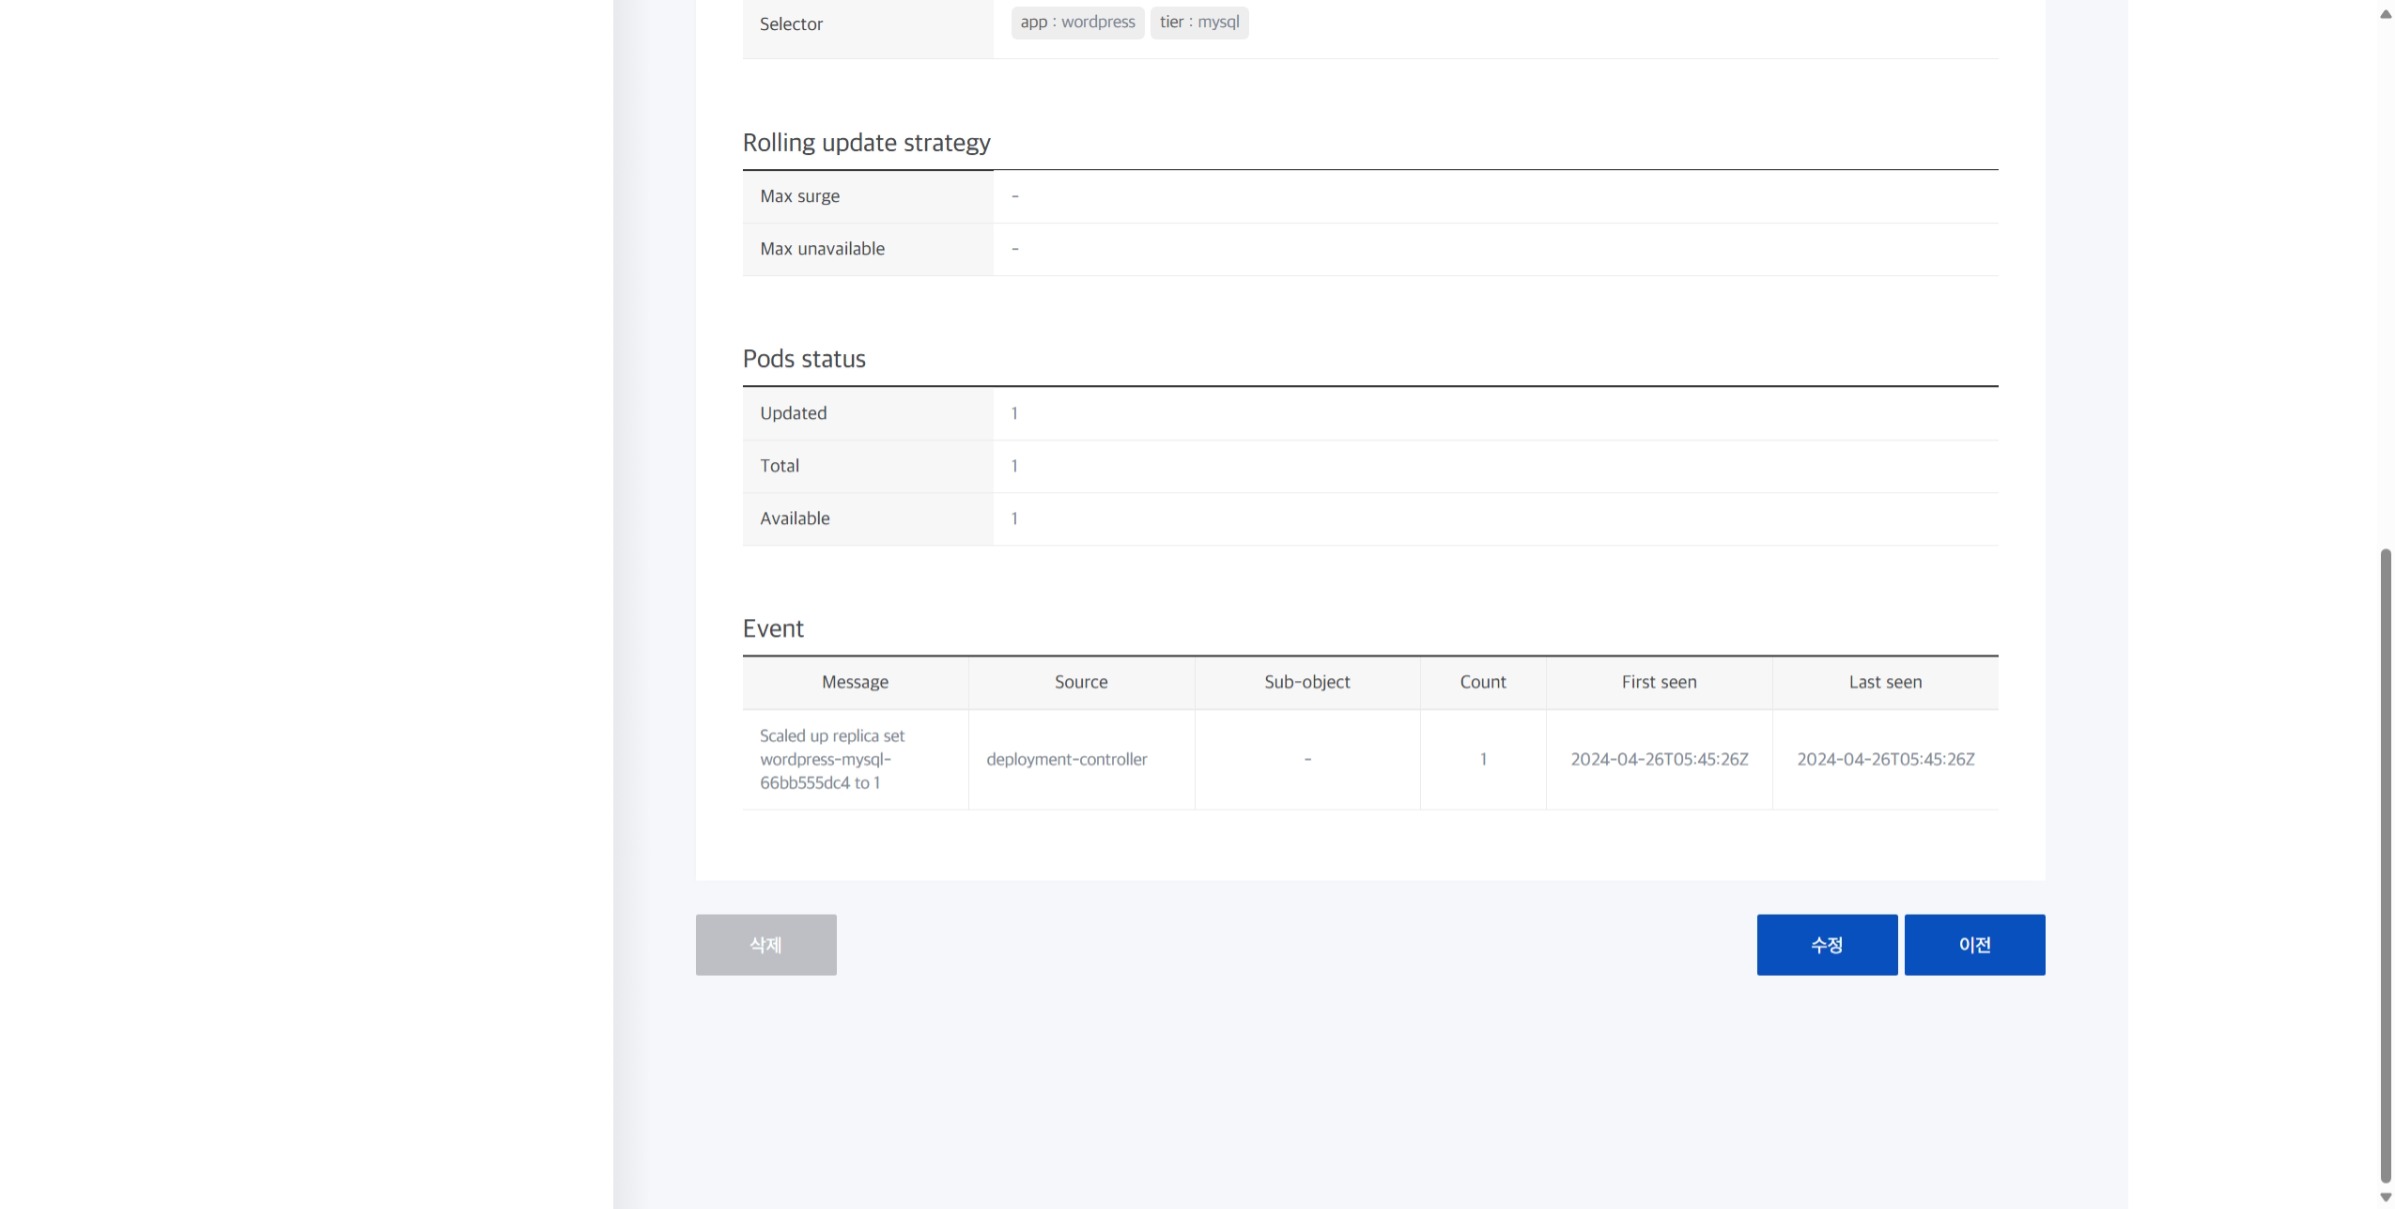 Selector app : wordpress tier : mysql
Rolling update strategy
Max surge -
Max unavailable -
Pods status
Updated 1
Total 1
Available 1
Event
Message Source Sub-object Count First seen Last seen
Scaled up replica set
wordpress-mysql-
66bb555dc4 to 1
deployment-controller - 1 2024-04-26T05:45:26Z 2024-04-26T05:45:26Z
삭제 수정 이전